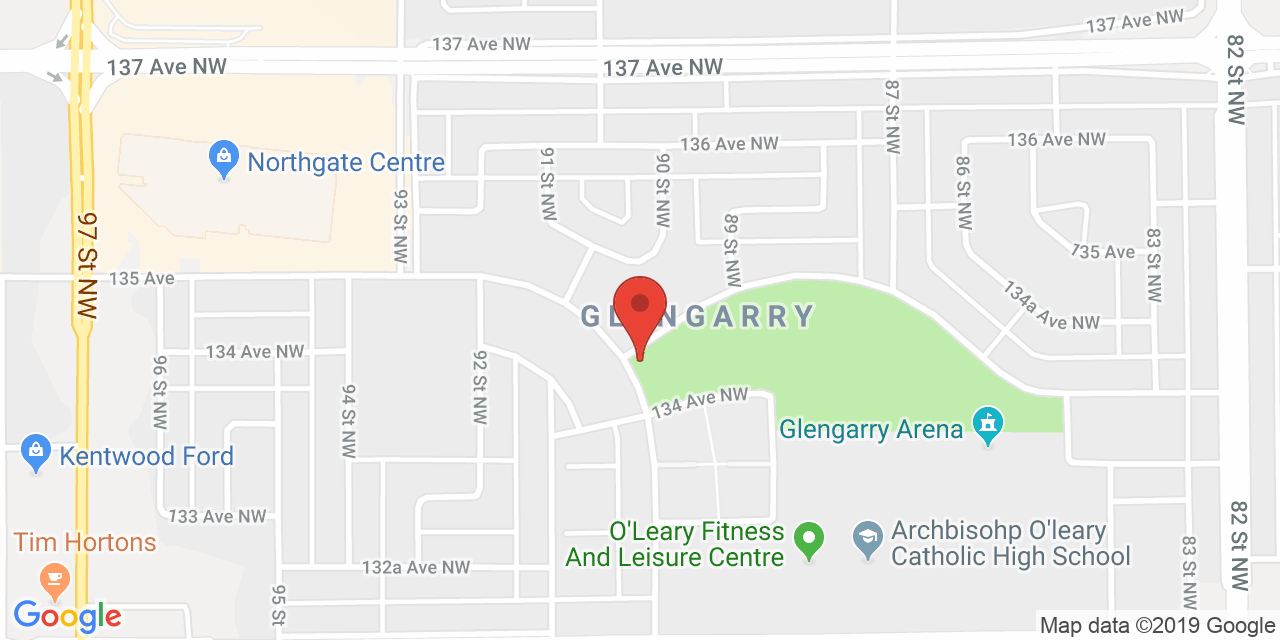 137 Ave NW
137 Ave NW
137 Ave NW
137 Ave NW
82 St NW
87 St NW
136 Ave NW
136 Ave NW
Northgate Centre
91 St NW
90 St NW
86 St NW
93 St NW
89 St NW
83 St NW
97 St NW
735 Ave
135 Ave
134a Ave NW
GLENGARRY
134 Ave NW
96 St NW
94 St NW
92 St NW
134 Ave NW
Glengarry Arena
Kentwood Ford
133 Ave NW
Tim Hortons
O'Leary Fitness
And Leisure Centre
Archbisohp O'leary
Catholic High School
82 St NW
83 St NW
132a Ave NW
95 St
Google
Map data ©2019 Google